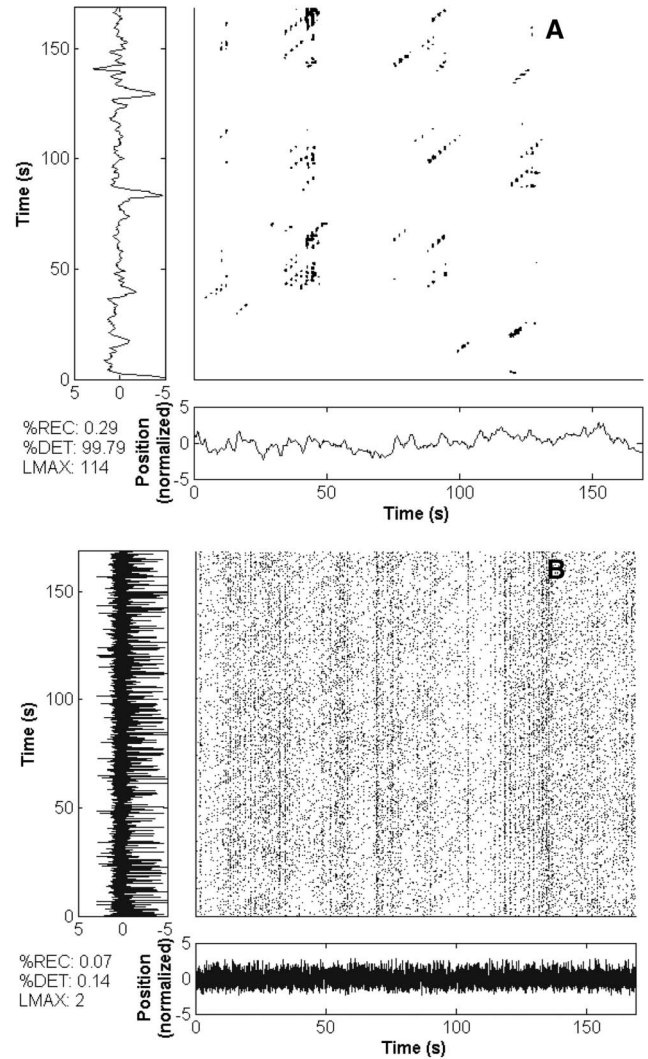 A
150
100
50
0
Time (s)
5 0 -5
%REC: 0.29
%DET: 99.79
LMAX: 114
Position
(normalized)
5
0
-5
0 50 100 150
Time (s)
B
150
100
50
0
Time (s)
5 0 -5
%REC: 0.07
%DET: 0.14
LMAX: 2
Position
(normalized)
5
0
-5
0 50 100 150
Time (s)